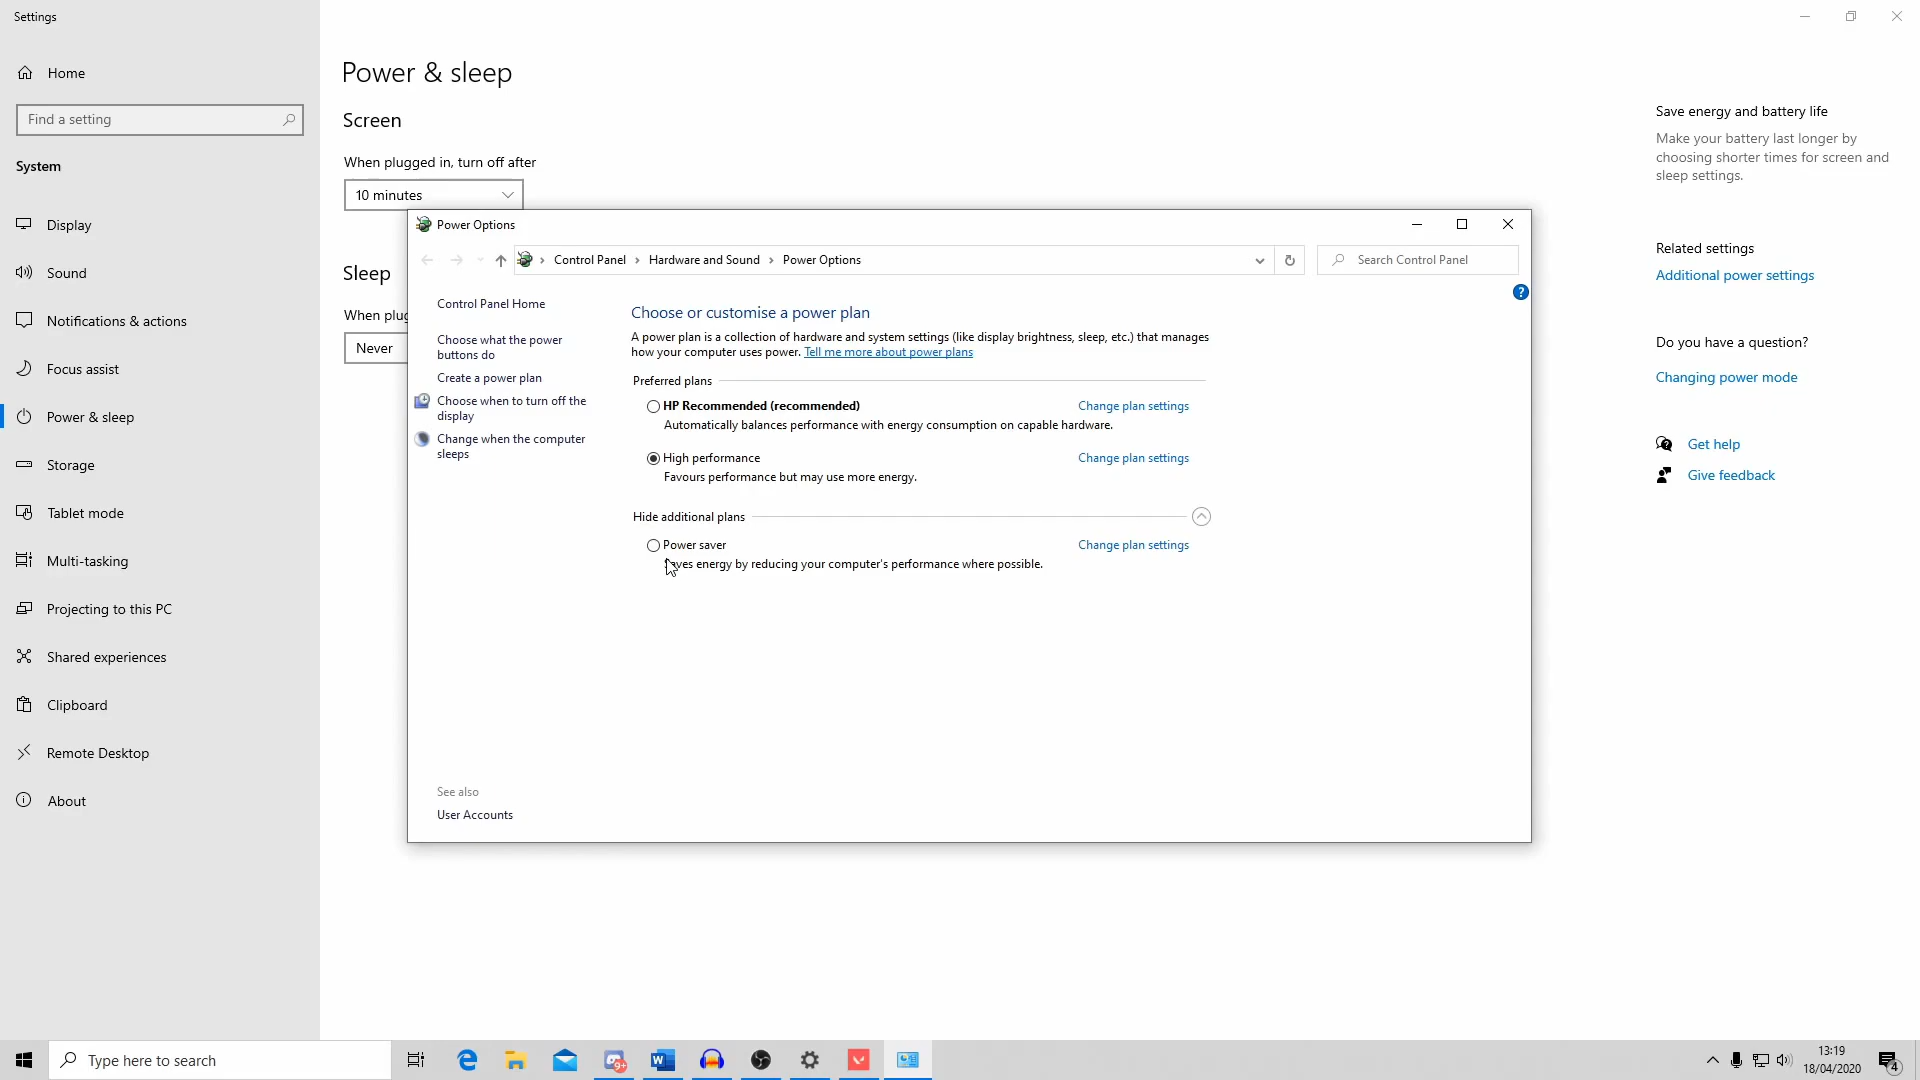 Settings
Home
Find a setting
System
Display
Sound
Notifications & actions
Focus assist
Power & sleep
Storage
Tablet mode
Multi-tasking
Projecting to this PC
Shared experiences
Clipboard
Remote Desktop
About
Power & sleep
Screen
When plugged in, turn off after
10 minutes
Sleep
When plug
Never
Power Options
Control Panel
Hardware and Sound
Power Options
Search Control Panel
Control Panel Home
Choose what the power
buttons do
Create a power plan
Choose when to turn off the
display
Change when the computer
sleeps
See also
User Accounts
Choose or customise a power plan
A power plan is a collection of hardware and system settings (like display brightness, sleep, etc.) that manages
how your computer uses power. Tell me more about power plans
Preferred plans
HP Recommended (recommended) Change plan settings
Automatically balances performance with energy consumption on capable hardware.
High performance Change plan settings
Favours performance but may use more energy.
Hide additional plans
Power saver Change plan settings
energy by reducing your computer's performance where possible.
Save energy and battery life
Make your battery last longer by
choosing shorter times for screen and
sleep settings.
Related settings
Additional power settings
Do you have a question?
Changing power mode
Get help
Give feedback
Type here to search
9+
13:19
18/04/2020
4